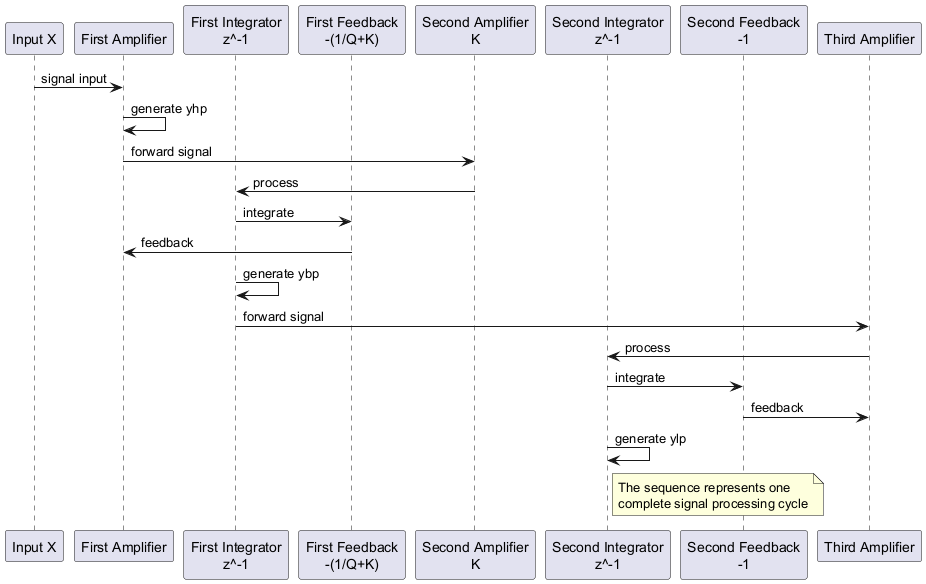 Input X
First Amplifier
First Integrator
z^-1
First Feedback
-(1/Q+K)
Second Amplifier
K
Second Integrator
z^-1
Second Feedback
-1
Third Amplifier
signal input
generate yhp
forward signal
process
integrate
feedback
generate ybp
forward signal
process
integrate
feedback
generate ylp
The sequence represents one
complete signal processing cycle
Input X
First Amplifier
First Integrator
z^-1
First Feedback
-(1/Q+K)
Second Amplifier
K
Second Integrator
z^-1
Second Feedback
-1
Third Amplifier